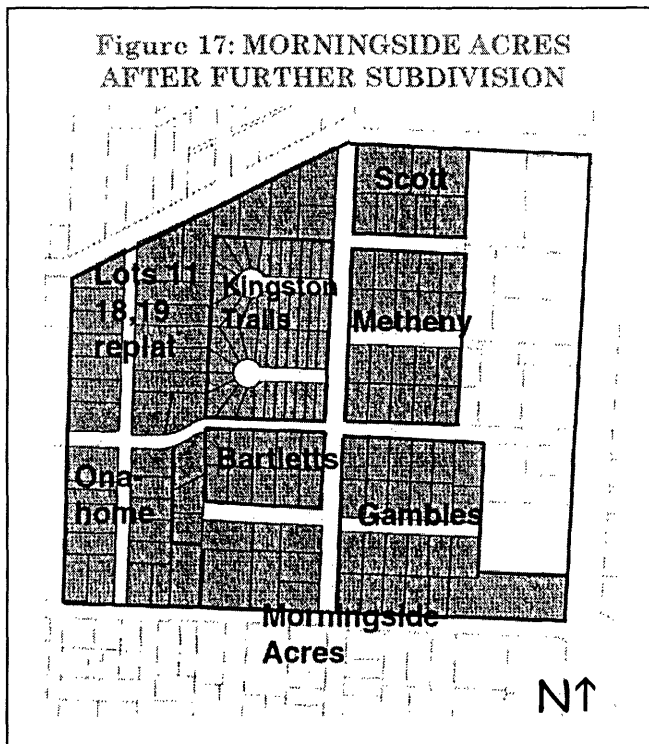 Figure 17: MORNINGSIDE ACRES
AFTER FURTHER SUBDIVISION
Scott
Lots 11
18,19
replat
Kingston
Trails
Metheny
Ona-
home
Bartletts
Gambles
Morningside
Acres
N↑